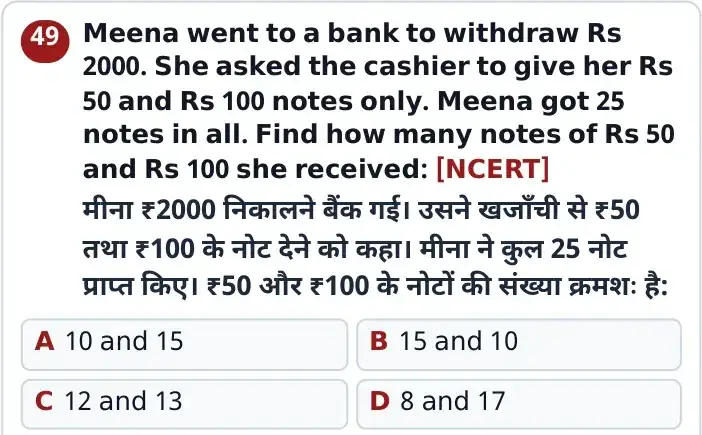 49 Meena went to a bank to withdraw Rs
2000. She asked the cashier to give her Rs
50 and Rs 100 notes only. Meena got 25
notes in all. Find how many notes of Rs 50
and Rs 100 she received: [NCERT]
मीना ₹2000 निकालने बैंक गई। उसने खजाँची से ₹50
तथा ₹100 के नोट देने को कहा। मीना ने कुल 25 नोट
प्राप्त किए। ₹50 और ₹100 के नोटों की संख्या क्रमशः है:
A 10 and 15
B 15 and 10
C 12 and 13
D 8 and 17